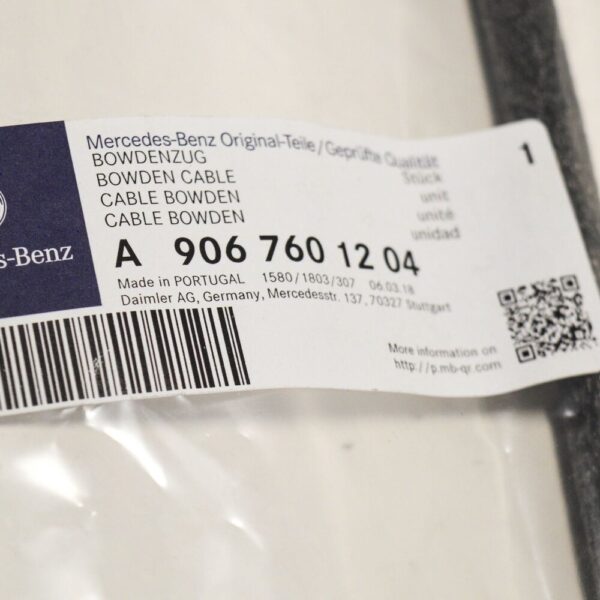 Mercedes-Benz Original-Teile/Geprüfte Qualität
BOWDENZUG Stück 1
BOWDEN CABLE unit
CABLE BOWDEN unité
CABLE BOWDEN unidad
A 906 760 12 04
s-Benz
Made in PORTUGAL 1580/1803/307 06.03.18
Daimler AG, Germany, Mercedesstr. 137, 70327 Stuttgart
More information on
http://p.mb-qr.com